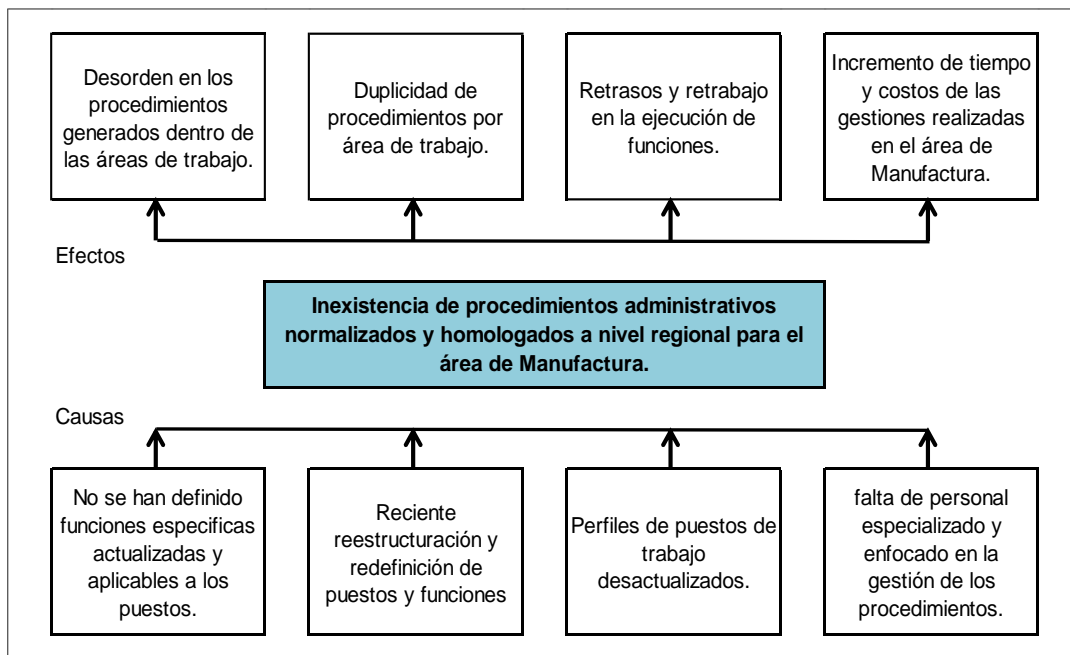 Desorden en los
procedimientos
generados dentro de
las áreas de trabajo.
Duplicidad de
procedimientos por
área de trabajo.
Retrasos y retrabajo
en la ejecución de
funciones.
Incremento de tiempo
y costos de las
gestiones realizadas
en el área de
Manufactura.
Efectos
Inexistencia de procedimientos administrativos
normalizados y homologados a nivel regional para el
área de Manufactura.
Causas
No se han definido
funciones especificas
actualizadas y
aplicables a los
puestos.
Reciente
reestructuración y
redefinición de
puestos y funciones
Perfiles de puestos de
trabajo
desactualizados.
falta de personal
especializado y
enfocado en la
gestión de los
procedimientos.